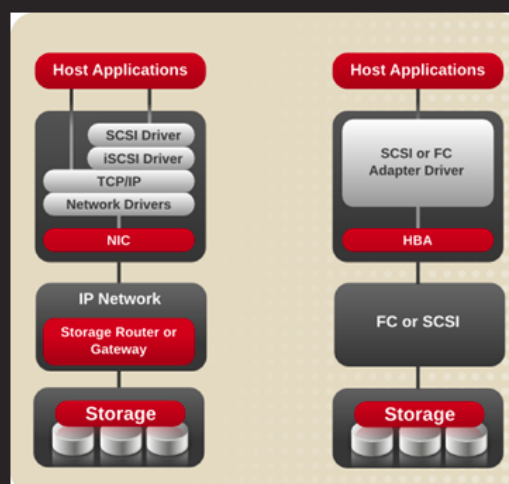 Host Applications
SCSI Driver
iSCSI Driver
TCP/IP
Network Drivers
NIC
IP Network
Storage Router or
Gateway
Storage
Host Applications
SCSI or FC
Adapter Driver
HBA
FC or SCSI
Storage